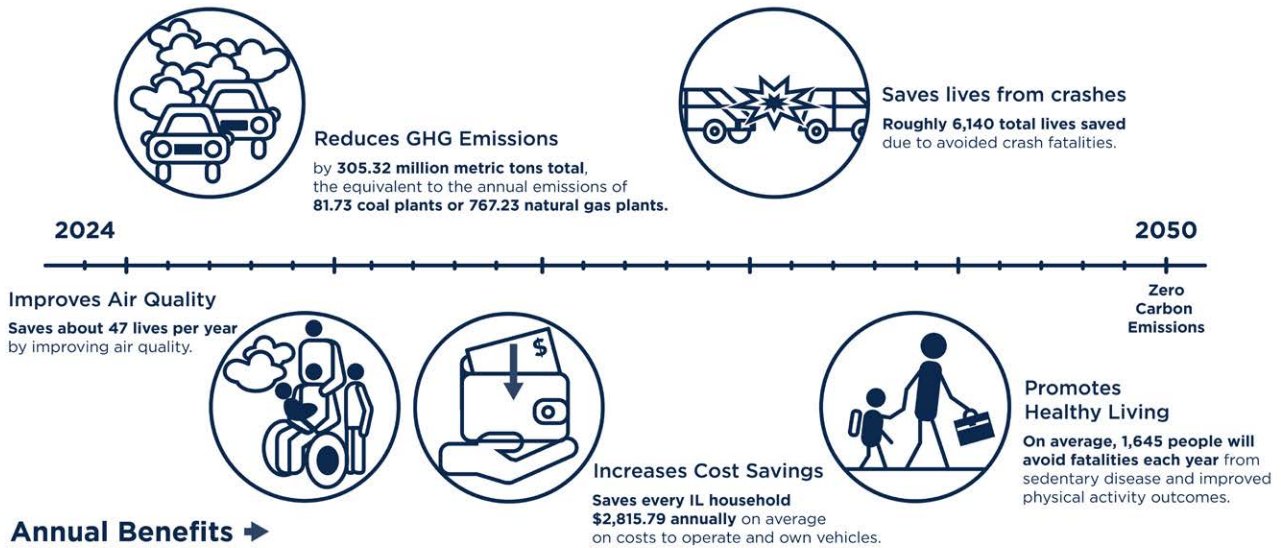 Reduces GHG Emissions
by 305.32 million metric tons total,
the equivalent to the annual emissions of
81.73 coal plants or 767.23 natural gas plants.
Saves lives from crashes
Roughly 6,140 total lives saved
due to avoided crash fatalities.
2024
2050
Zero
Carbon
Emissions
Improves Air Quality
Saves about 47 lives per year
by improving air quality.
$
Increases Cost Savings
Saves every IL household
$2,815.79 annually on average
on costs to operate and own vehicles.
Promotes
Healthy Living
On average, 1,645 people will
avoid fatalities each year from
sedentary disease and improved
physical activity outcomes.
Annual Benefits